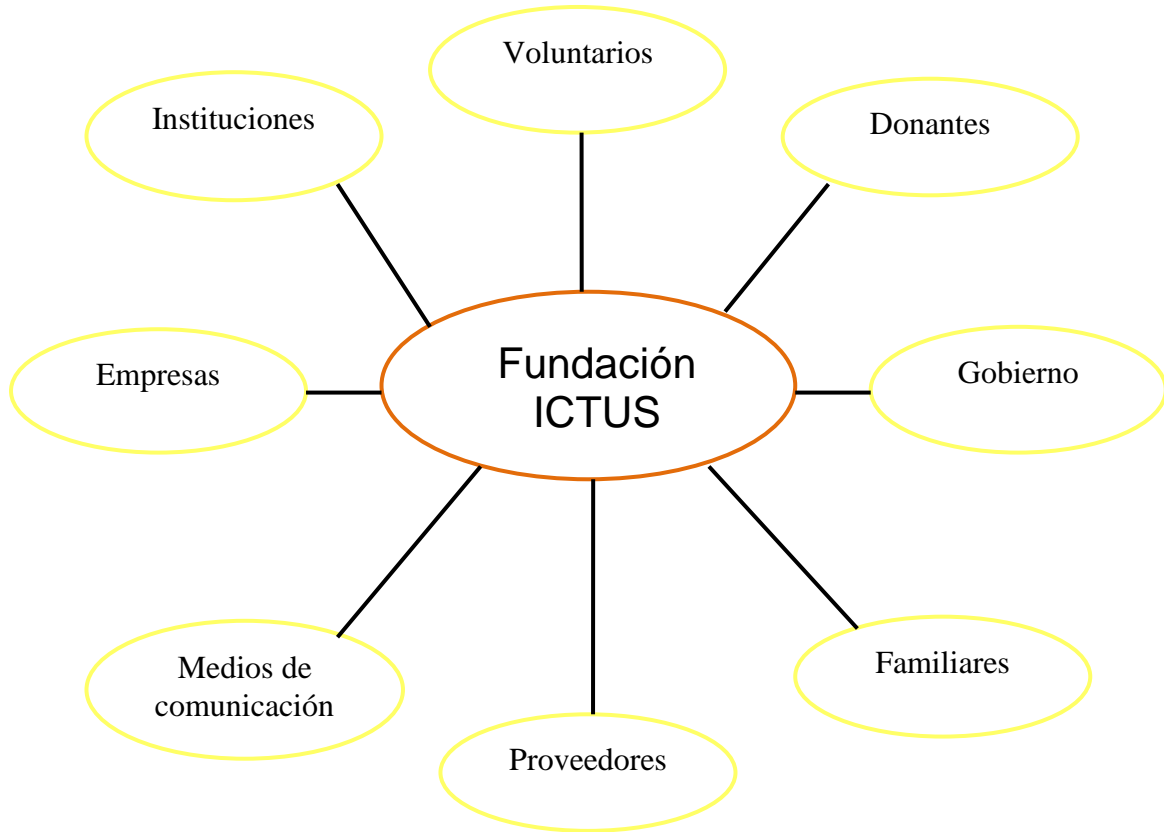 Voluntarios
Instituciones
Donantes
Fundación
ICTUS
Empresas
Gobierno
Medios de
comunicación
Familiares
Proveedores